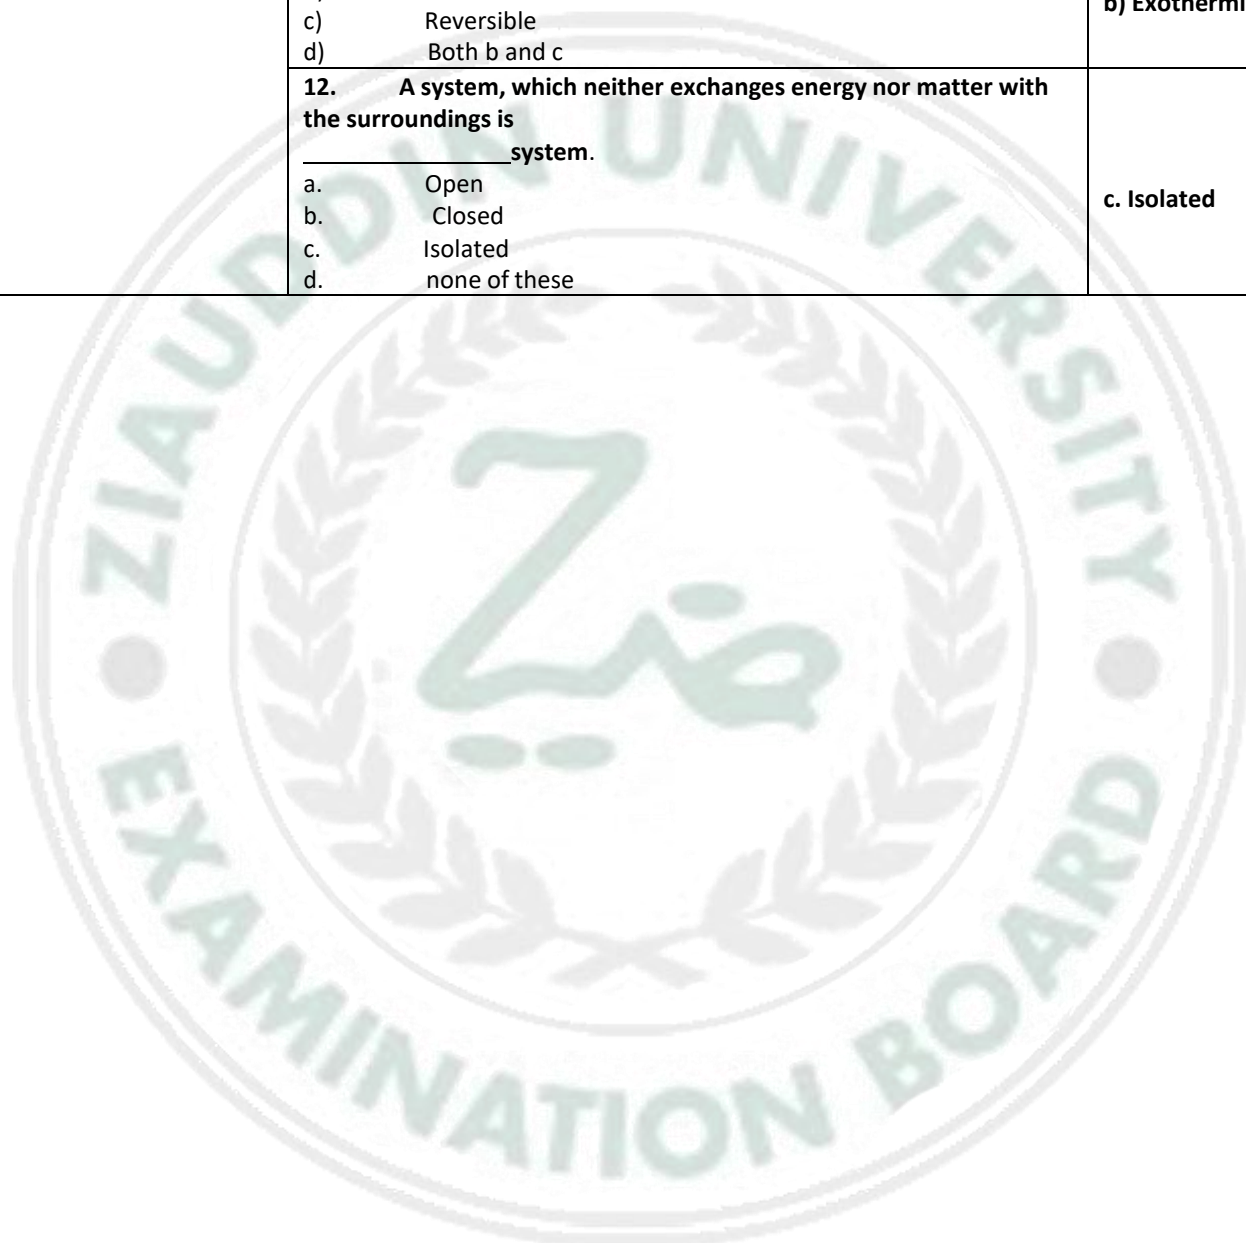 c) Reversible
d) Both b and c
b) Exothermi
12. A system, which neither exchanges energy nor matter with
the surroundings is
_________________system.
a. Open
b. Closed
c. Isolated
d. none of these
c. Isolated
ZIAUDDIN UNIVERSITY
EXAMINATION BOARD